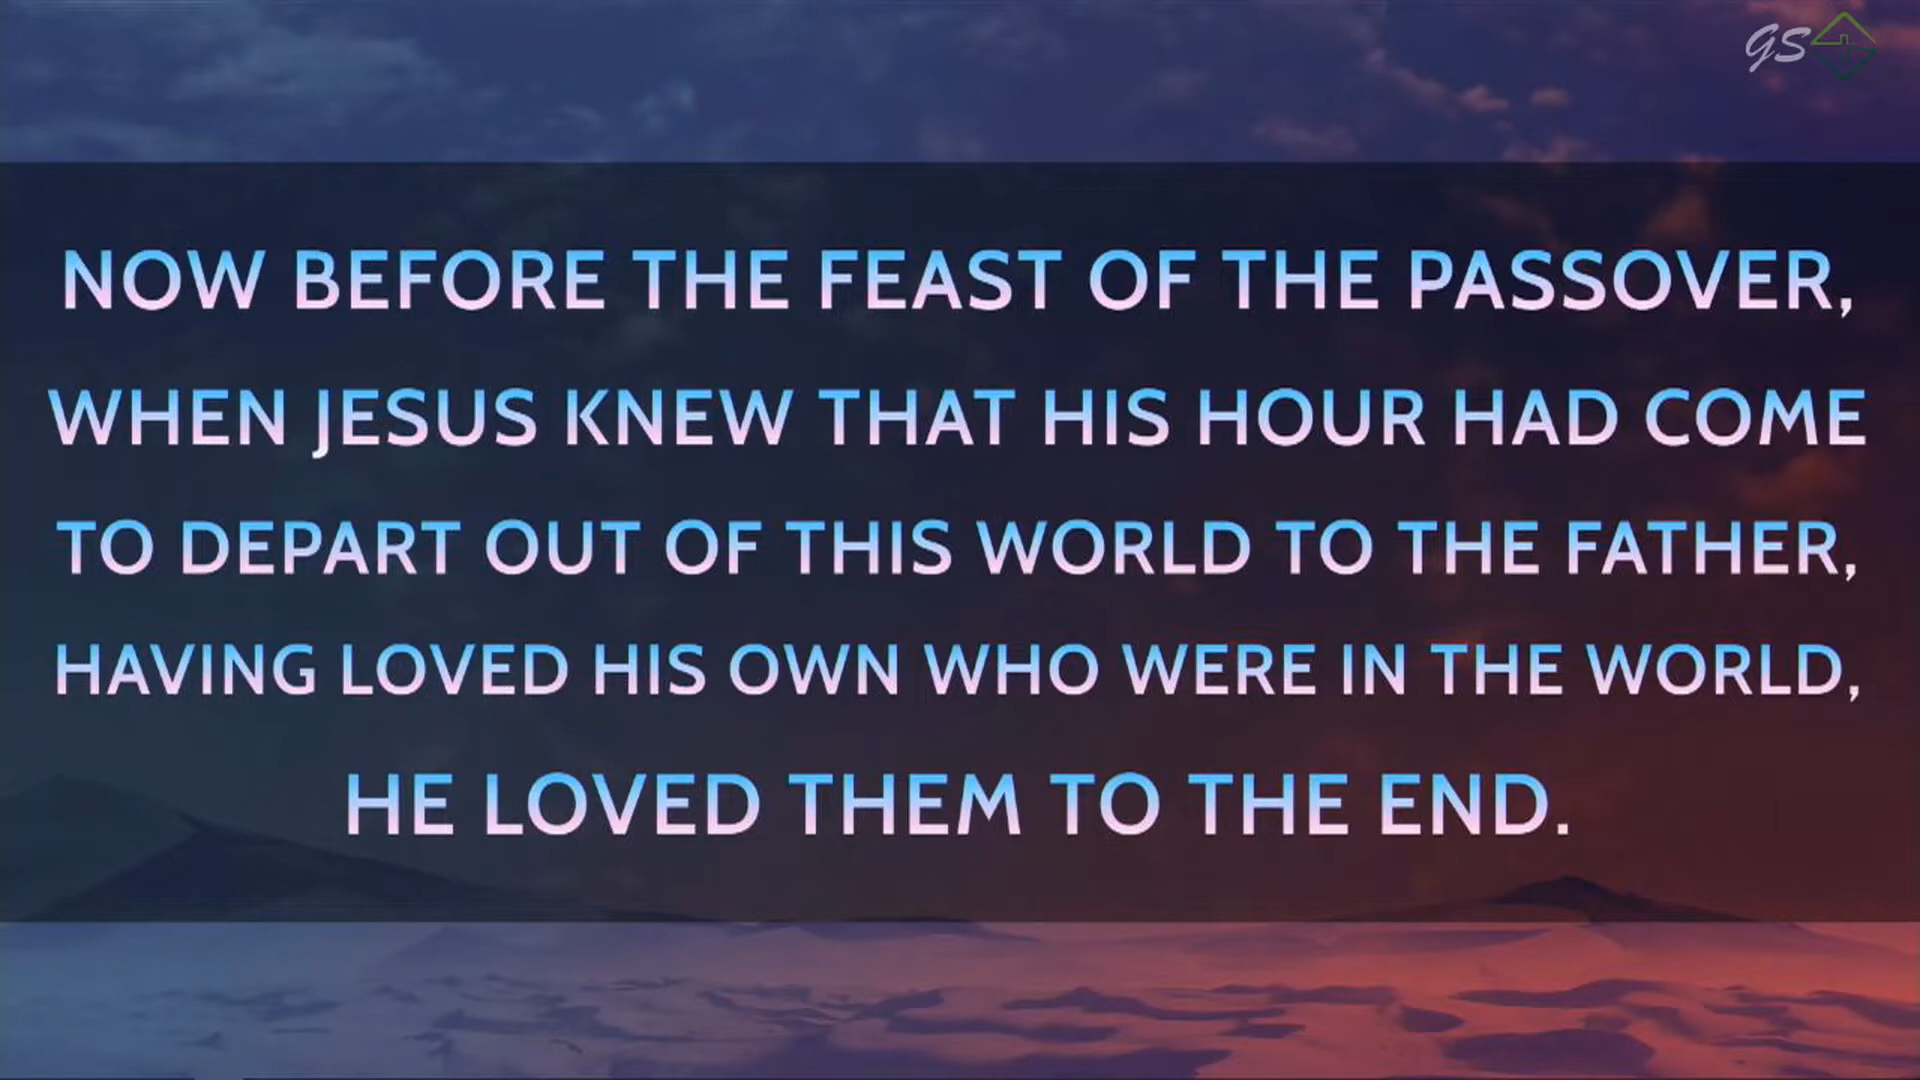 GS
NOW BEFORE THE FEAST OF THE PASSOVER,
WHEN JESUS KNEW THAT HIS HOUR HAD COME
TO DEPART OUT OF THIS WORLD TO THE FATHER,
HAVING LOVED HIS OWN WHO WERE IN THE WORLD,
HE LOVED THEM TO THE END.